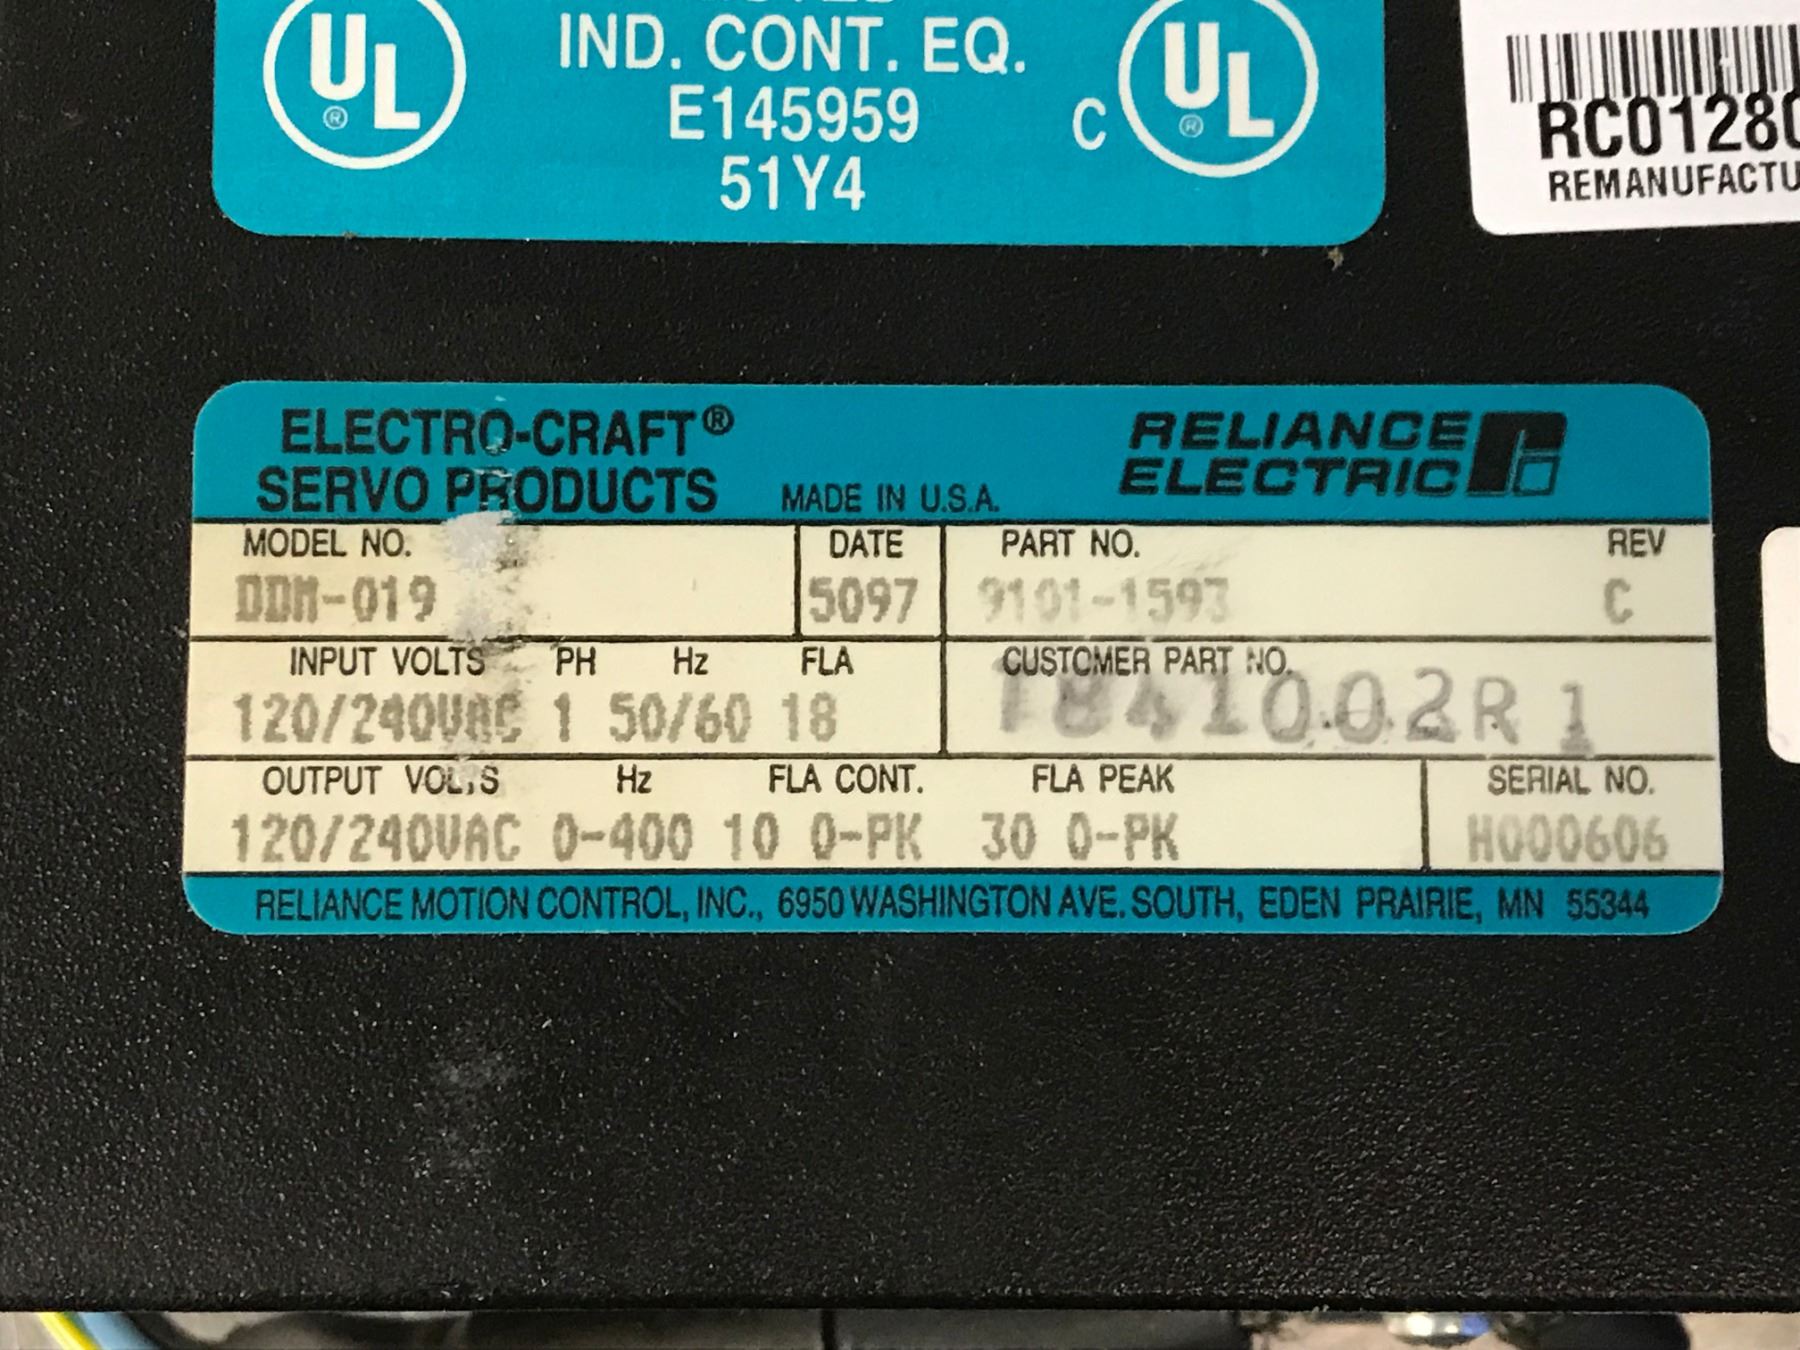 IND. CONT. EQ.
E145959
51Y4
UL
®
C
UL
®
RC01280
REMANUFACTU
ELECTRO-CRAFT®
SERVO PRODUCTS
MADE IN U.S.A.
RELIANCE
ELECTRIC
MODEL NO.
DATE
PART NO.
REV
DDM-019
5097
9101-1593
C
INPUT VOLTS PH Hz FLA
CUSTOMER PART NO.
120/240VAC 1 50/60 18
1841002R1
OUTPUT VOLTS Hz FLA CONT. FLA PEAK
SERIAL NO.
120/240VAC 0-400 10 0-PK 30 0-PK
H000606
RELIANCE MOTION CONTROL, INC., 6950 WASHINGTON AVE. SOUTH, EDEN PRAIRIE, MN 55344